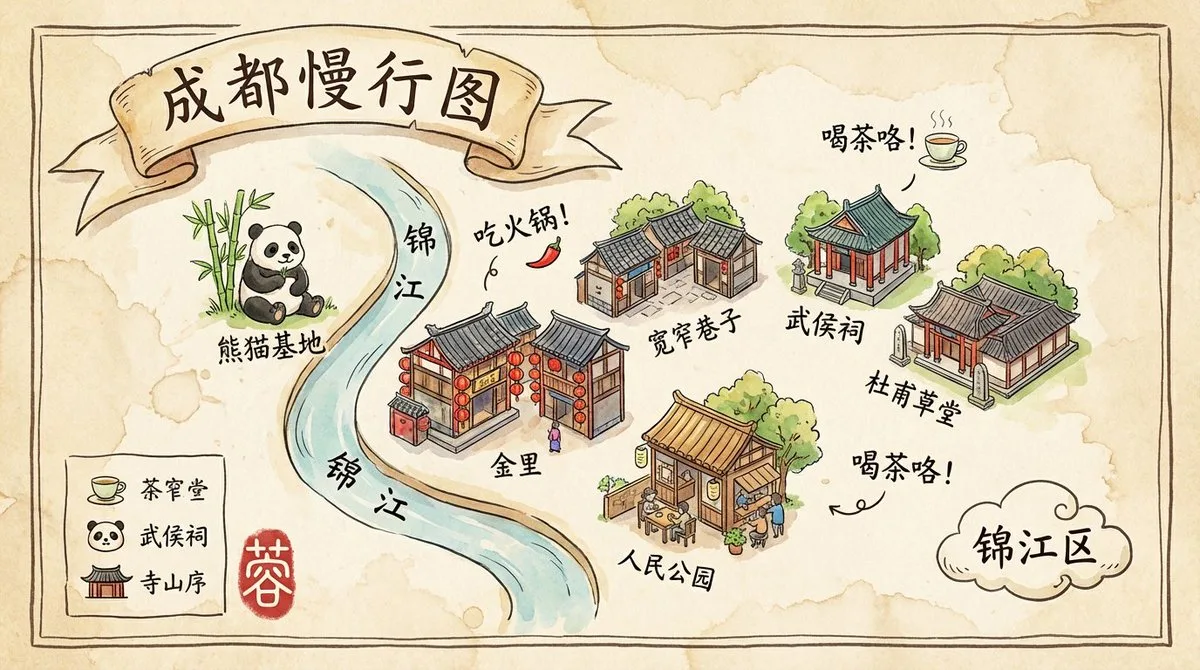 成都慢行图
喝茶咯！
锦江
吃火锅！
熊猫基地
宽窄巷子
武侯祠
杜甫草堂
金里
锦江
喝茶咯！
人民公园
锦江区
茶窄堂
武侯祠
寺山序
蓉